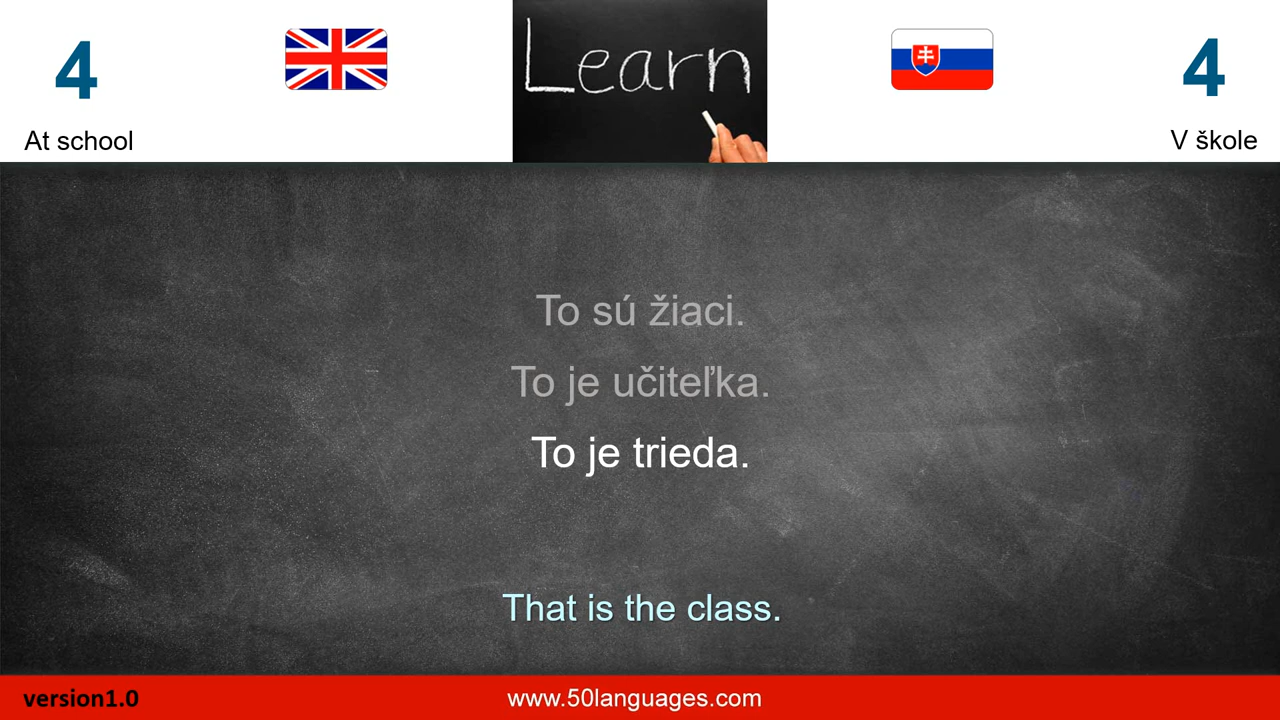 4
Learn
4
At school
V škole
To sú žiaci.
To je učiteľka.
To je trieda.
That is the class.
version1.0
www.50languages.com